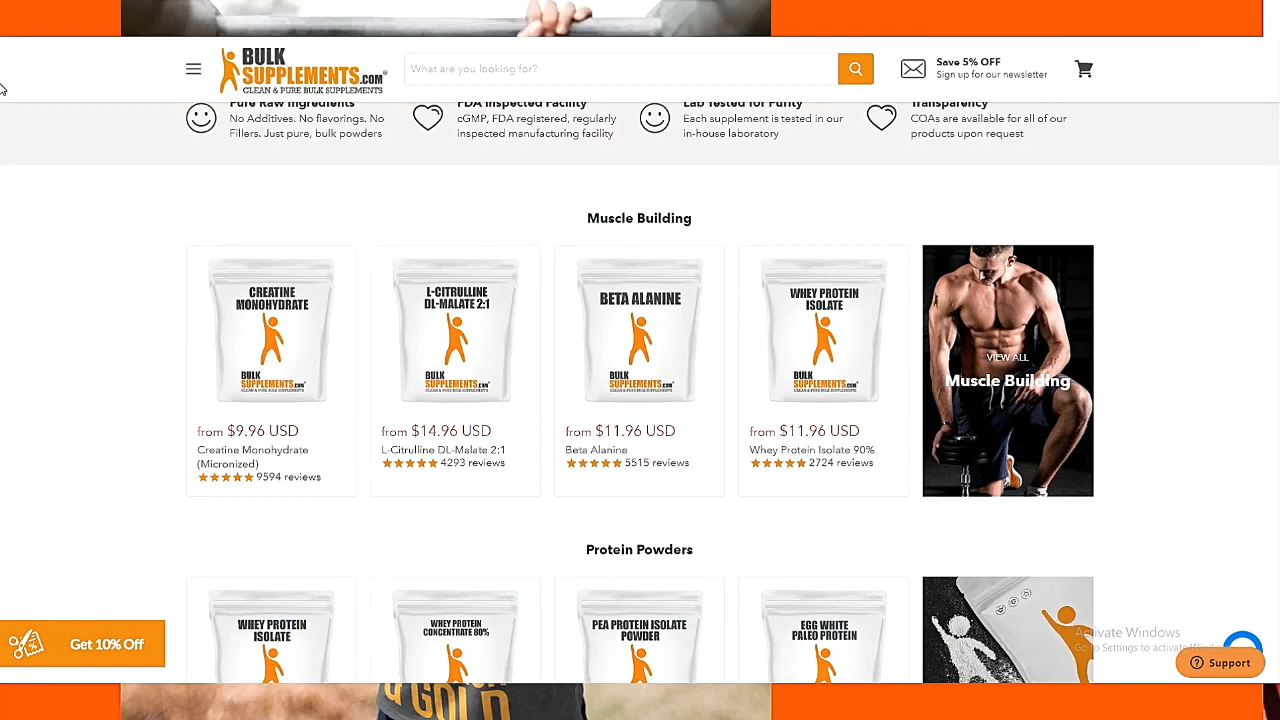 BULK
SUPPLEMENTS.COM®
CLEAN & PURE BULK SUPPLEMENTS
What are you looking for?
Save 5% OFF
Sign up for our newsletter
Pure Raw Ingredients
No Additives. No flavorings. No
Fillers. Just pure, bulk powders
FDA Inspected Facility
cGMP, FDA registered, regularly
inspected manufacturing facility
Lab Tested for Purity
Each supplement is tested in our
in-house laboratory
Transparency
COAs are available for all of our
products upon request
Muscle Building
CREATINE
MONOHYDRATE
BULK
SUPPLEMENTS.COM®
CLEAN & PURE BULK SUPPLEMENTS
from $9.96 USD
Creatine Monohydrate
(Micronized)
9594 reviews
L-CITRULLINE
DL-MALATE 2:1
BULK
SUPPLEMENTS.COM®
CLEAN & PURE BULK SUPPLEMENTS
from $14.96 USD
L-Citrulline DL-Malate 2:1
4293 reviews
BETA ALANINE
BULK
SUPPLEMENTS.COM®
CLEAN & PURE BULK SUPPLEMENTS
from $11.96 USD
Beta Alanine
5515 reviews
WHEY PROTEIN
ISOLATE
BULK
SUPPLEMENTS.COM®
CLEAN & PURE BULK SUPPLEMENTS
from $11.96 USD
Whey Protein Isolate 90%
2724 reviews
VIEW ALL
Muscle Building
Protein Powders
WHEY PROTEIN
ISOLATE
WHEY PROTEIN
CONCENTRATE 80%
PEA PROTEIN ISOLATE
POWDER
EGG WHITE
PALEO PROTEIN
Get 10% Off
Activate Windows
Go to Settings to activate
Support
GOLD